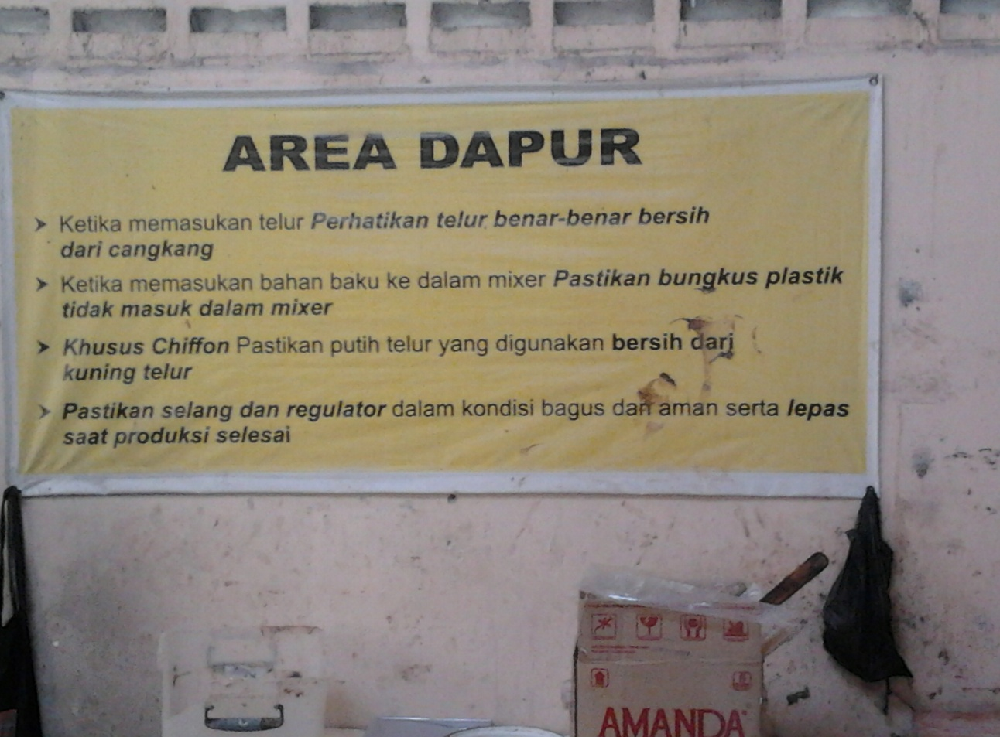 AREA DAPUR
➤ Ketika memasukan telur Perhatikan telur benar-benar bersih
dari cangkang
➤ Ketika memasukan bahan baku ke dalam mixer Pastikan bungkus plastik
tidak masuk dalam mixer
➤ Khusus Chiffon Pastikan putih telur yang digunakan bersih dari
kuning telur
➤ Pastikan selang dan regulator dalam kondisi bagus dan aman serta lepas
saat produksi selesai
AMANDA